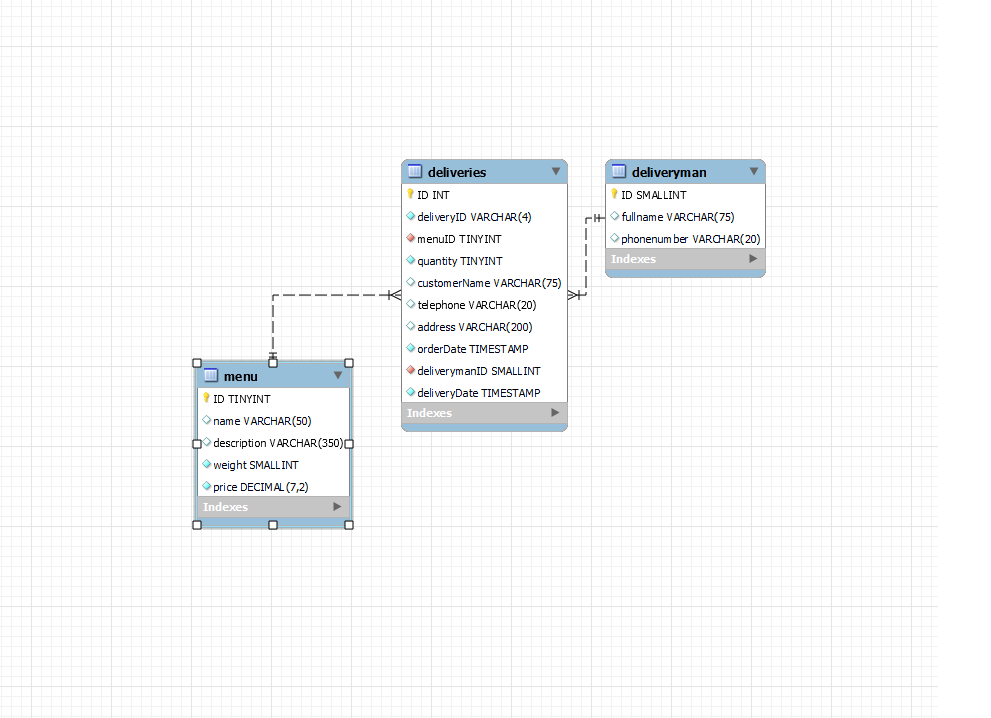 deliveries
ID INT
deliveryID VARCHAR(4)
menuID TINYINT
quantity TINYINT
customerName VARCHAR(75)
telephone VARCHAR(20)
address VARCHAR(200)
orderDate TIMESTAMP
deliverymanID SMALLINT
deliveryDate TIMESTAMP
Indexes
deliveryman
ID SMALLINT
fullname VARCHAR(75)
phonenumber VARCHAR(20)
Indexes
menu
ID TINYINT
name VARCHAR(50)
description VARCHAR(350)
weight SMALLINT
price DECIMAL(7,2)
Indexes